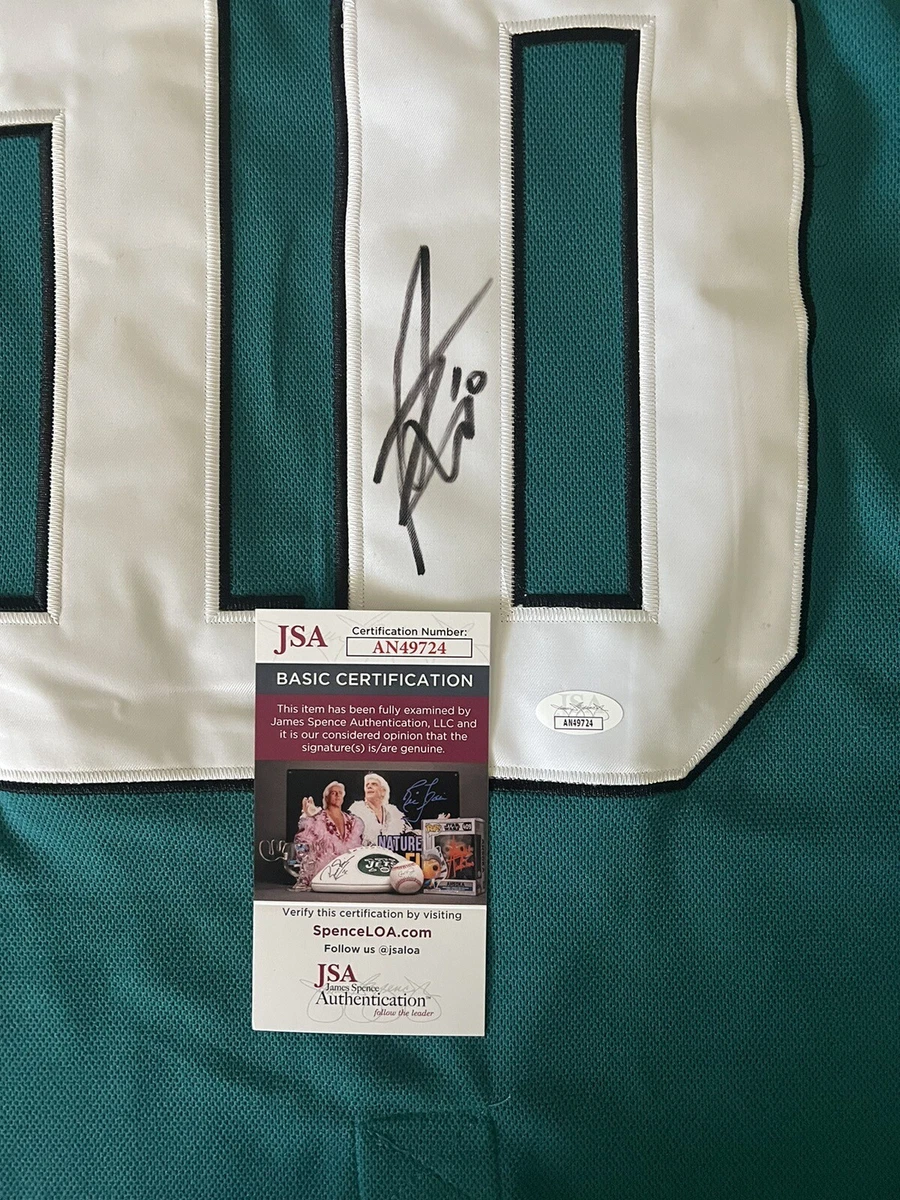 10
10
JSA
Certification Number:
AN49724
BASIC CERTIFICATION
This item has been fully examined by
James Spence Authentication, LLC and
it is our considered opinion that the
signature(s) is/are genuine.
NATURE
JETS
Verify this certification by visiting
SpenceLOA.com
Follow us @jsaloa
JSA
James Spence
Authentication™
follow the leader
JSA
AN49724